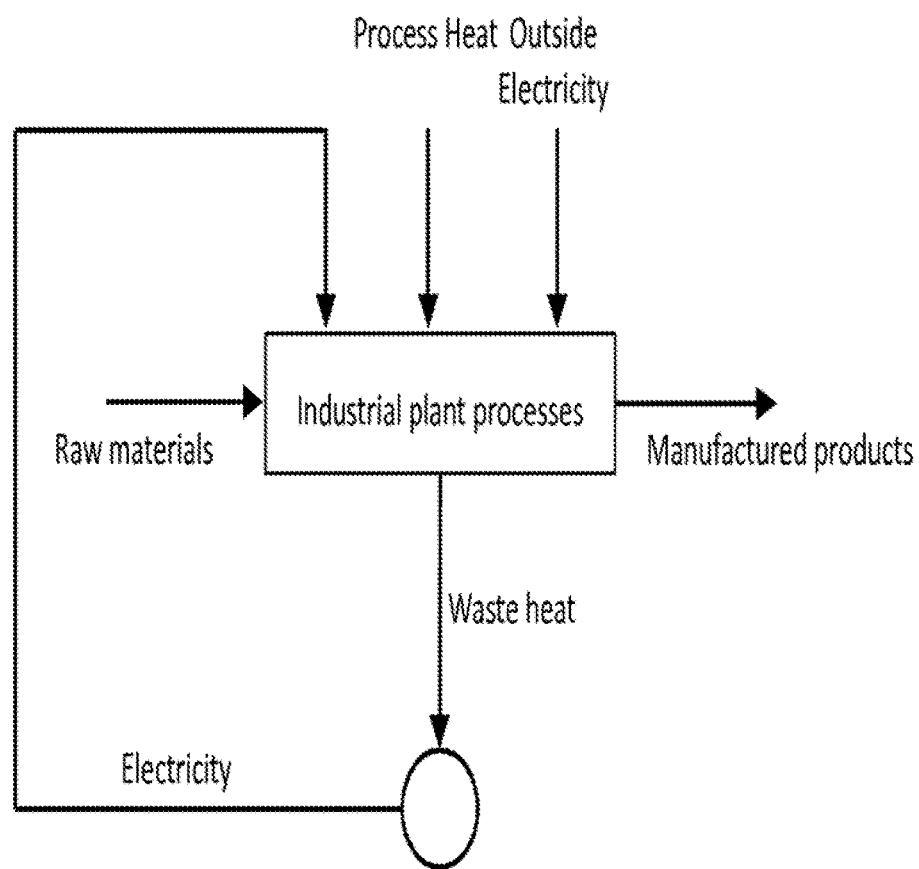 Process Heat Outside
Electricity
Industrial plant processes
Raw materials
Manufactured products
Waste heat
Electricity